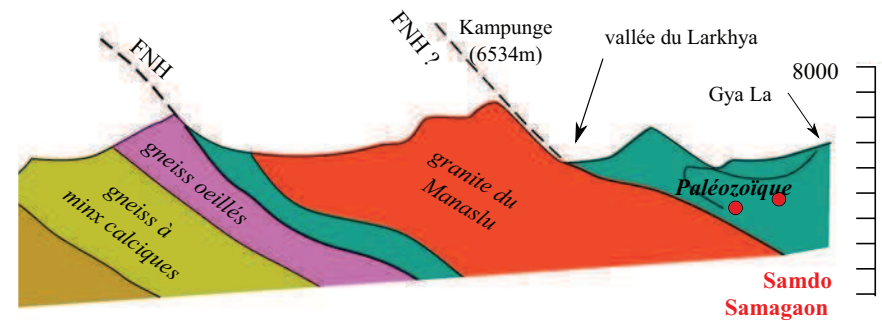 FNH
FNH ?
Kampunge
(6534m)
vallée du Larkhya
8000
Gya La
gneiss oeillés
gneiss à
minx calciques
granite du
Manaslu
Paléozoïque
Samdo
Samagaon